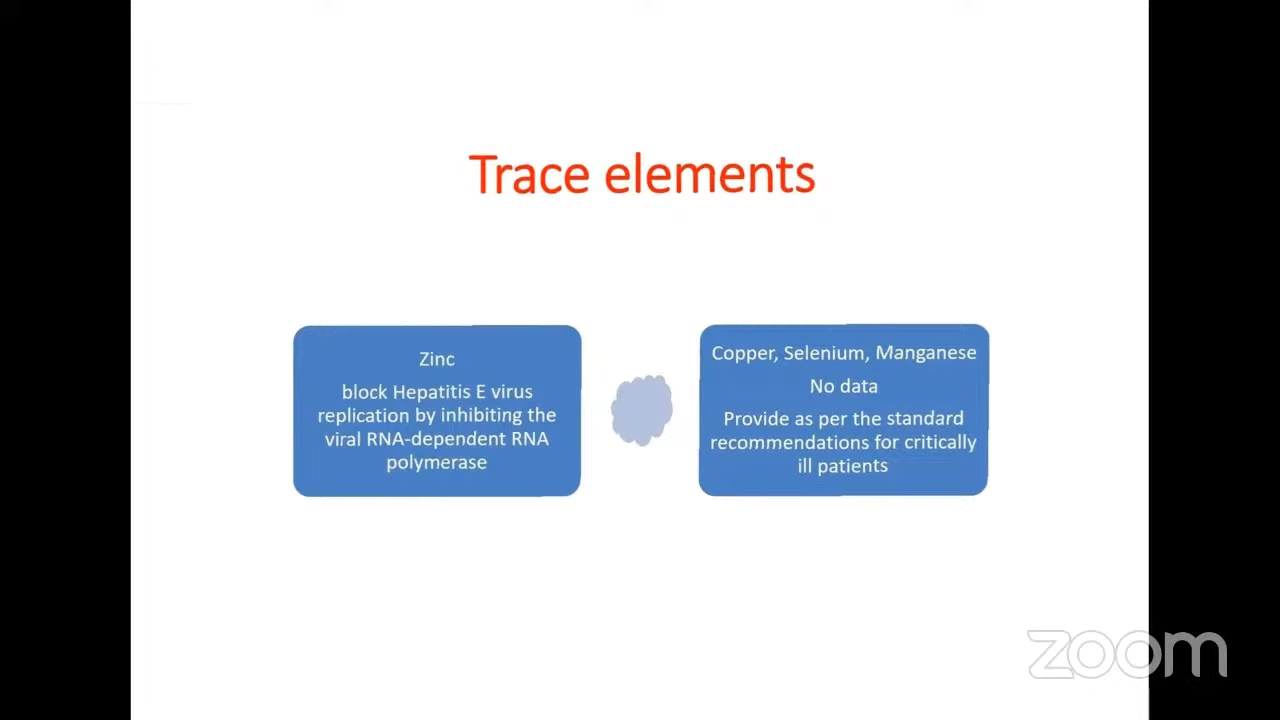 Trace elements
Zinc
block Hepatitis E virus
replication by inhibiting the
viral RNA-dependent RNA
polymerase
Copper, Selenium, Manganese
No data
Provide as per the standard
recommendations for critically
ill patients
zoom